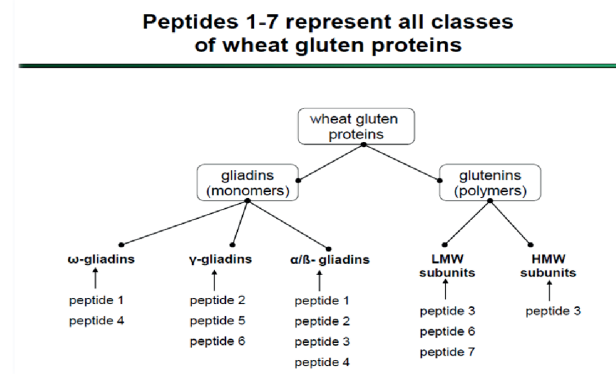 Peptides 1-7 represent all classes
of wheat gluten proteins
wheat gluten
proteins
gliadins
(monomers)
glutenins
(polymers)
ω-gliadins
γ-gliadins
α/ß- gliadins
LMW
subunits
HMW
subunits
peptide 1
peptide 4
peptide 2
peptide 5
peptide 6
peptide 1
peptide 2
peptide 3
peptide 4
peptide 3
peptide 6
peptide 7
peptide 3